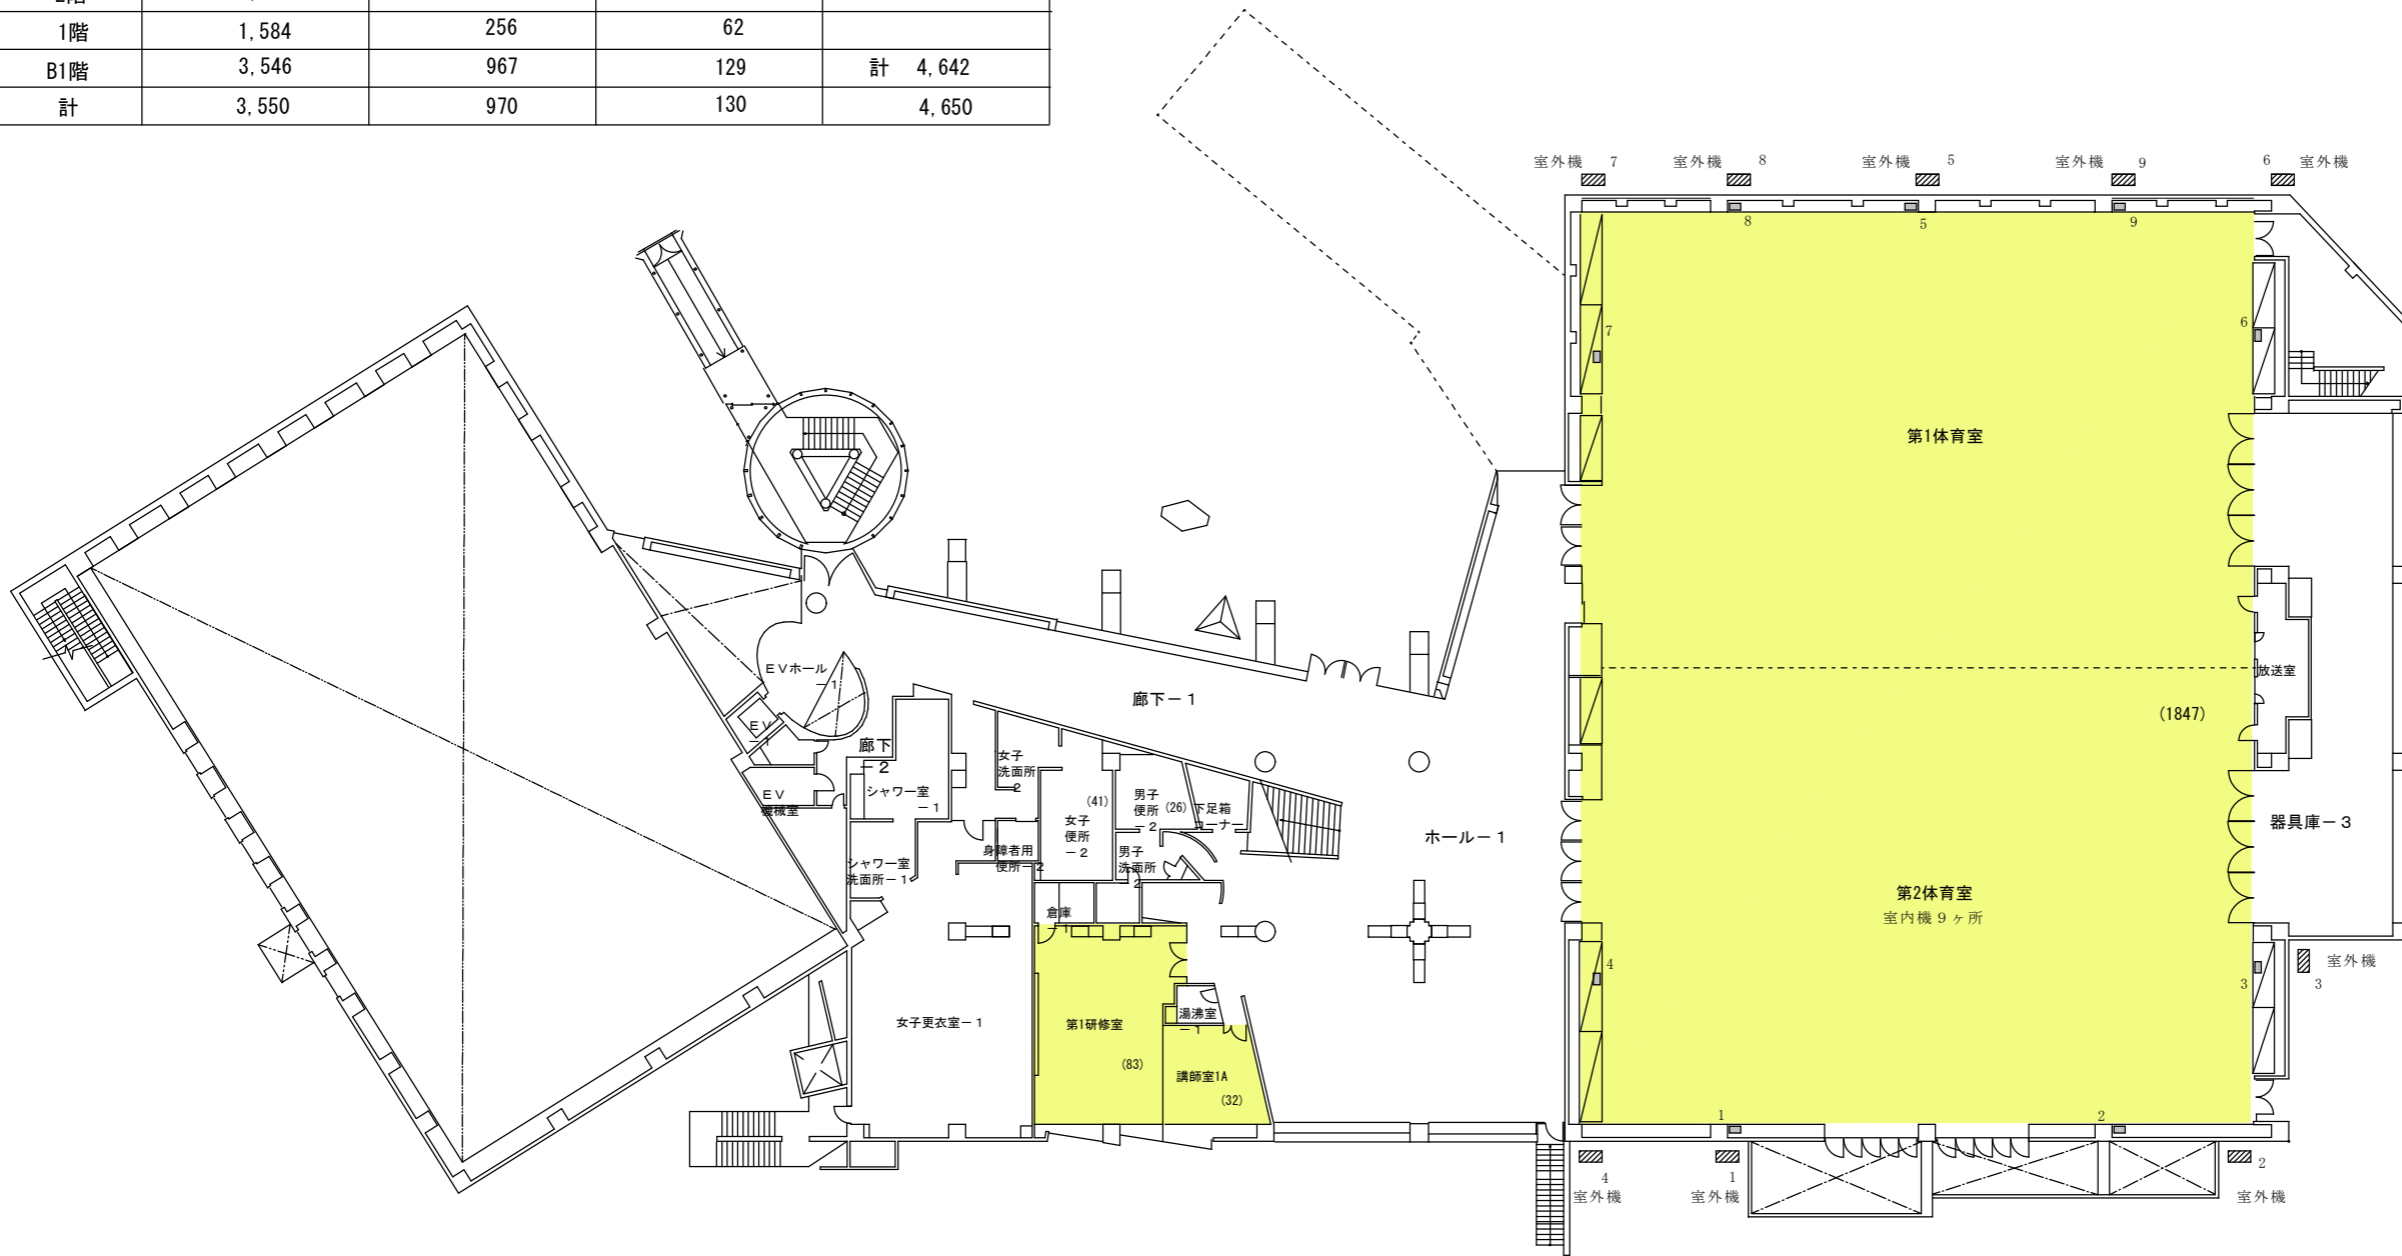 1階 1,584 256 62
B1階 3,546 967 129 計 4,642
計 3,550 970 130 4,650
室外機 7
室外機 8
室外機 5
室外機 9
6 室外機
8
5
9
7
6
第1体育室
EVホール
－1
廊下－1
放送室
(1847)
EV
－1
廊下
－2
女子
洗面所
－2
EV
機械室
シャワー室
－1
(41)
女子
便所
－2
男子
便所
－2
(26)
下足箱
コーナー
ホール－1
器具庫－3
身障者用
便所－2
男子
洗面所
－2
シャワー室
洗面所－1
第2体育室
室内機9ヶ所
倉庫
－1
4
3
室外機
3
女子更衣室－1
第1研修室
(83)
湯沸室
－1
講師室1A
(32)
1
2
4
室外機
1
室外機
2
室外機